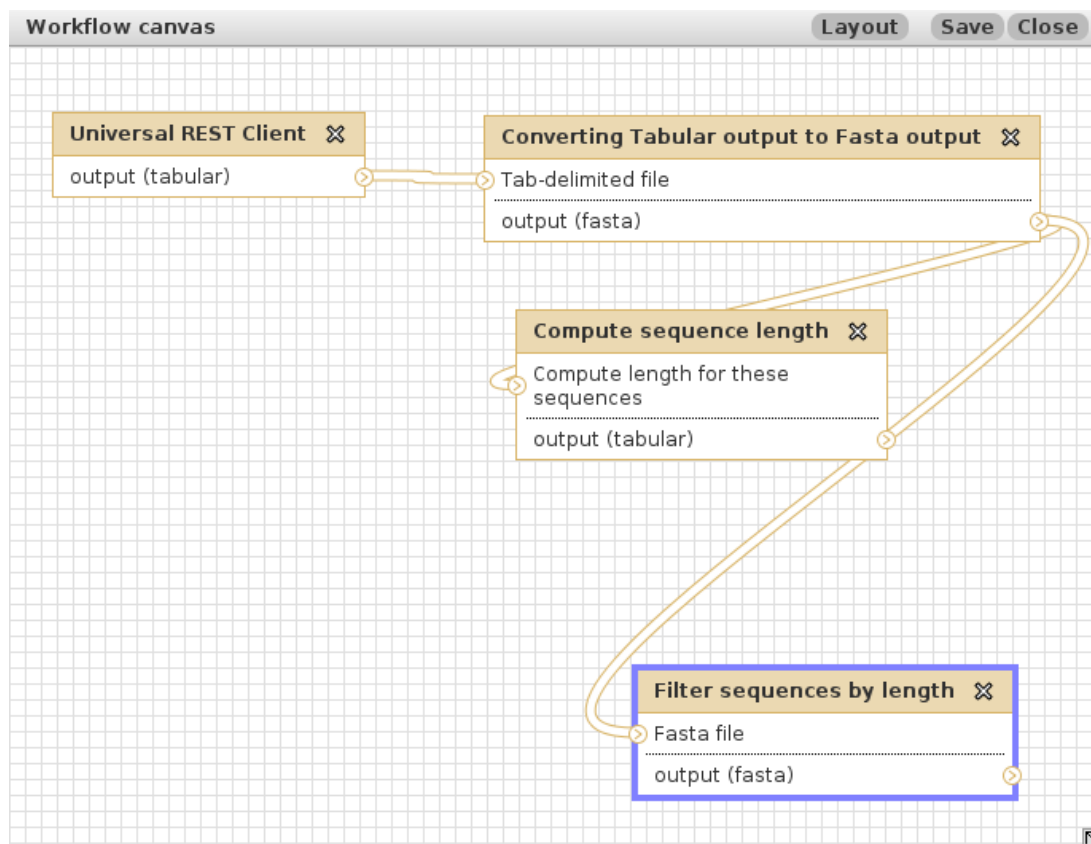 Workflow canvas
Layout
Save
Close
Universal REST Client
output (tabular)
Converting Tabular output to Fasta output
Tab-delimited file
output (fasta)
Compute sequence length
Compute length for these
sequences
output (tabular)
Filter sequences by length
Fasta file
output (fasta)